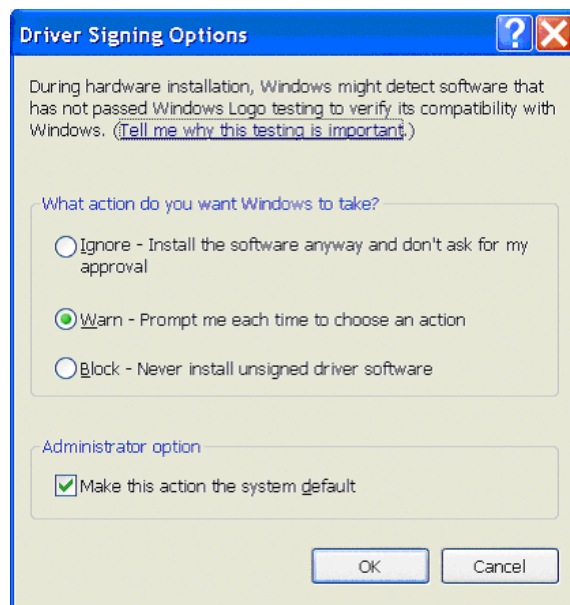 Driver Signing Options
During hardware installation, Windows might detect software that
has not passed Windows Logo testing to verify its compatibility with
Windows. (Tell me why this testing is important.)
What action do you want Windows to take?
Ignore - Install the software anyway and don't ask for my
approval
Warn - Prompt me each time to choose an action
Block - Never install unsigned driver software
Administrator option
Make this action the system default
OK Cancel